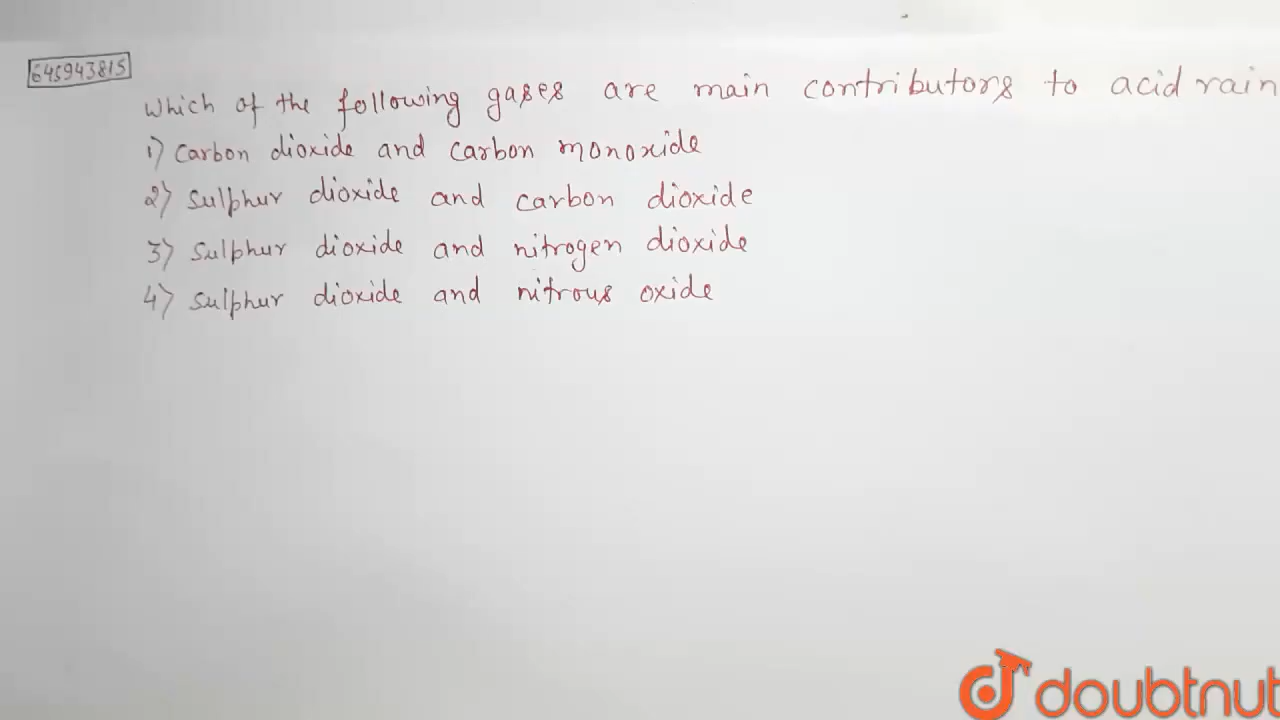 645943815
Which of the following gases are main contributors to acid rain
1) Carbon dioxide and carbon monoxide
2) Sulphur dioxide and carbon dioxide
3) Sulphur dioxide and nitrogen dioxide
4) Sulphur dioxide and nitrous oxide
doubtnut